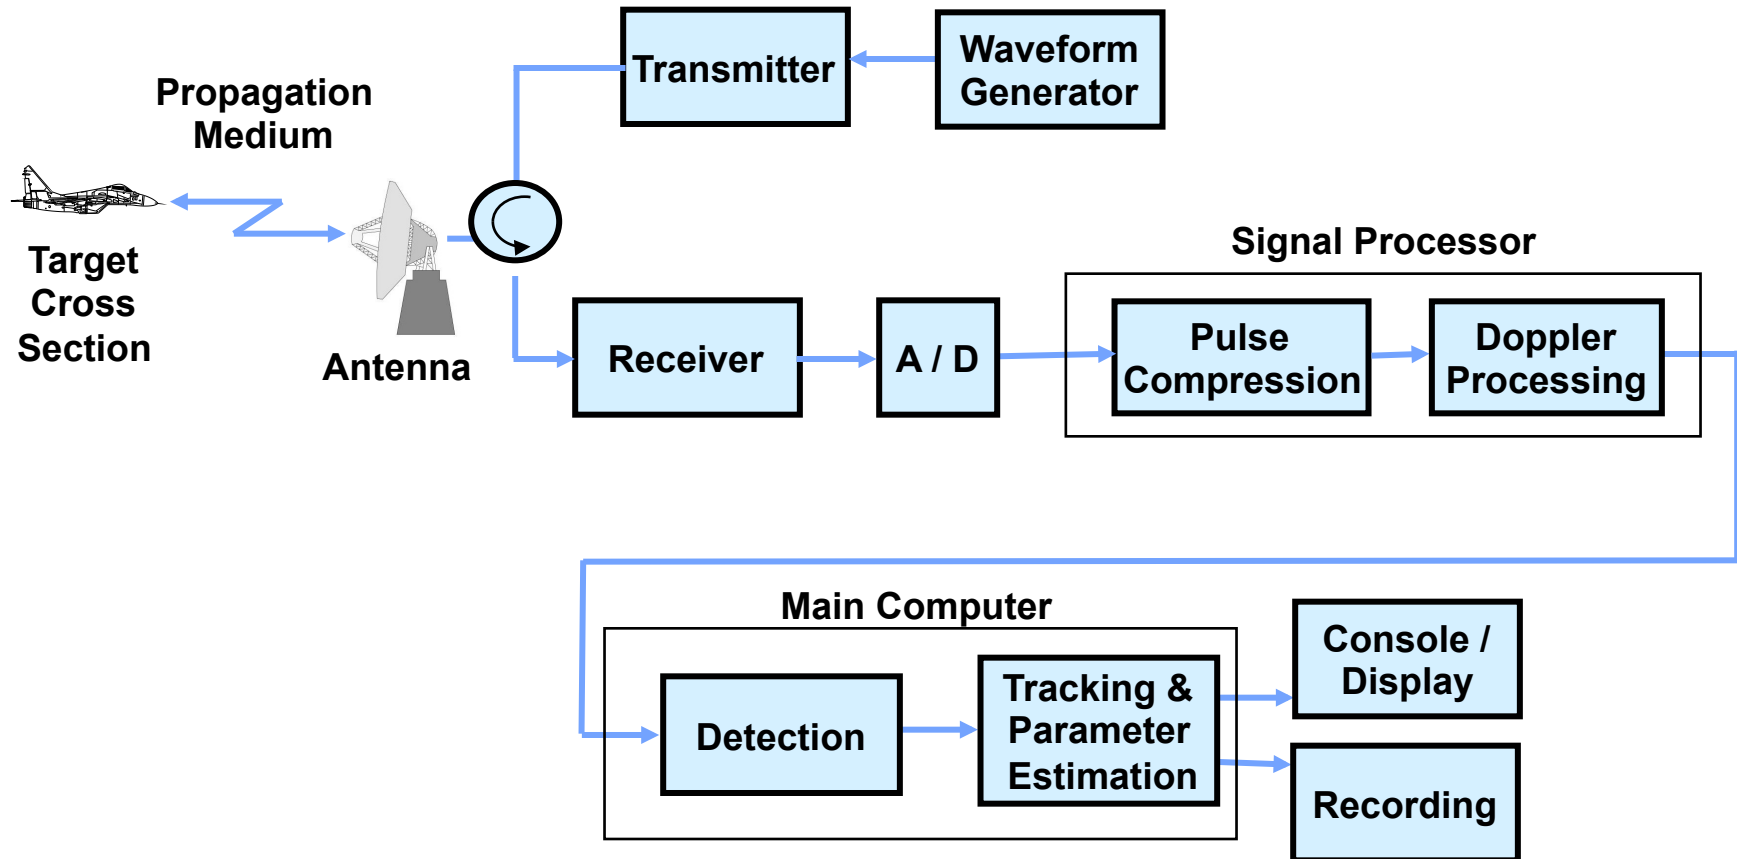 Transmitter
Waveform
Generator
Propagation
Medium
Target
Cross
Section
Antenna
Signal Processor
Receiver
A / D
Pulse
Compression
Doppler
Processing
Main Computer
Detection
Tracking &
Parameter
Estimation
Console /
Display
Recording